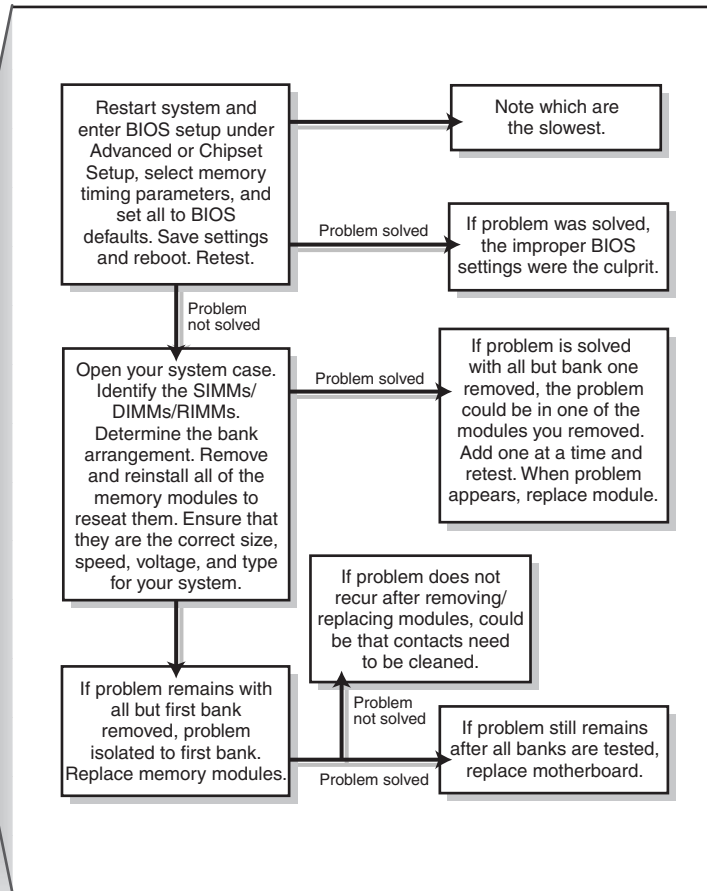 Restart system and
enter BIOS setup under
Advanced or Chipset
Setup, select memory
timing parameters, and
set all to BIOS
defaults. Save settings
and reboot. Retest.
Note which are
the slowest.
Problem solved
If problem was solved,
the improper BIOS
settings were the culprit.
Problem
not solved
Open your system case.
Identify the SIMMs/
DIMMs/RIMMs.
Determine the bank
arrangement. Remove
and reinstall all of the
memory modules to
reseat them. Ensure that
they are the correct size,
speed, voltage, and type
for your system.
Problem solved
If problem is solved
with all but bank one
removed, the problem
could be in one of the
modules you removed.
Add one at a time and
retest. When problem
appears, replace module.
If problem does not
recur after removing/
replacing modules, could
be that contacts need
to be cleaned.
If problem remains with
all but first bank
removed, problem
isolated to first bank.
Replace memory modules.
Problem
not solved
Problem solved
If problem still remains
after all banks are tested,
replace motherboard.